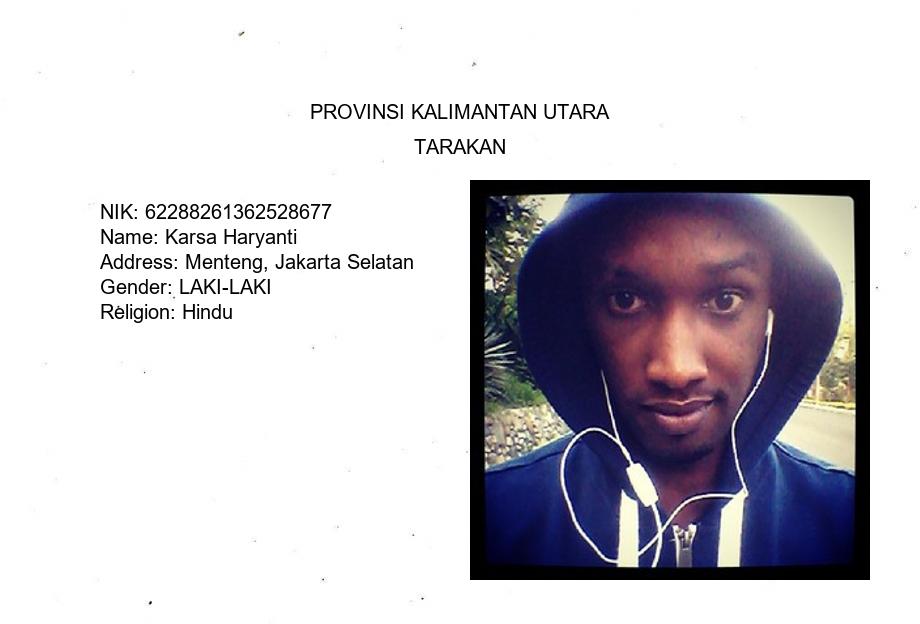 PROVINSI KALIMANTAN UTARA
TARAKAN
NIK: 62288261362528677
Name: Karsa Haryanti
Address: Menteng, Jakarta Selatan
Gender: LAKI-LAKI
Religion: Hindu